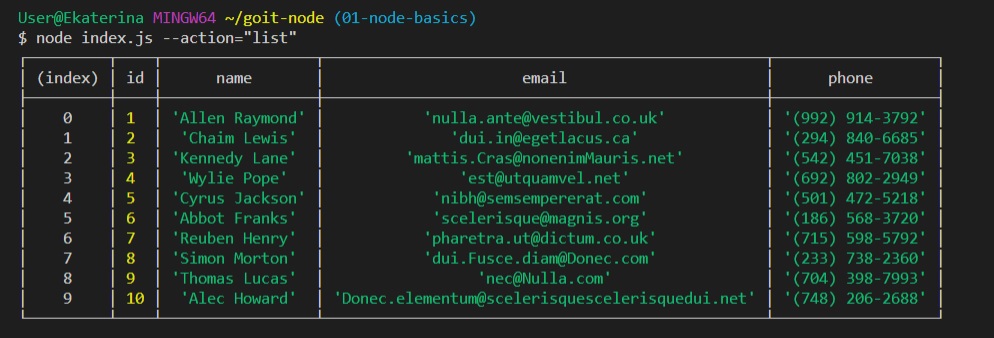 User@Ekaterina MINGW64 ~/goit-node (01-node-basics)
$ node index.js --action="list"
(index) id name email phone
0 1 'Allen Raymond' 'nulla.ante@vestibul.co.uk' '(992) 914-3792'
1 2 'Chaim Lewis' 'dui.in@egetlacus.ca' '(294) 840-6685'
2 3 'Kennedy Lane' 'mattis.Cras@nonenimMauris.net' '(542) 451-7038'
3 4 'Wylie Pope' 'est@utquamvel.net' '(692) 802-2949'
4 5 'Cyrus Jackson' 'nibh@semsempererat.com' '(501) 472-5218'
5 6 'Abbot Franks' 'scelerisque@magnis.org' '(186) 568-3720'
6 7 'Reuben Henry' 'pharetra.ut@dictum.co.uk' '(715) 598-5792'
7 8 'Simon Morton' 'dui.Fusce.diam@Donec.com' '(233) 738-2360'
8 9 'Thomas Lucas' 'nec@Nulla.com' '(704) 398-7993'
9 10 'Alec Howard' 'Donec.elementum@scelerisquescelerisquedui.net' '(748) 206-2688'